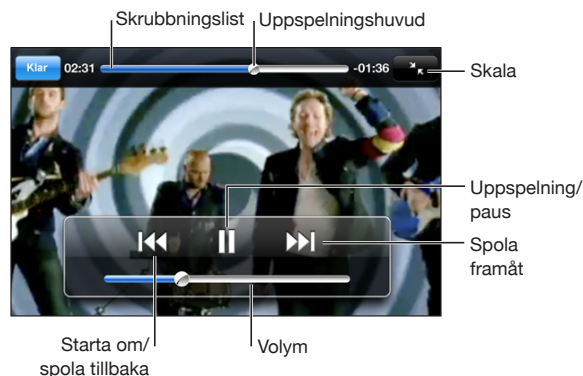 Skrubbningslist Uppspelningshuvud
Klar 02:31 -01:36
Skala
Uppspelning/
paus
Spola
framåt
Starta om/
spola tillbaka
Volym